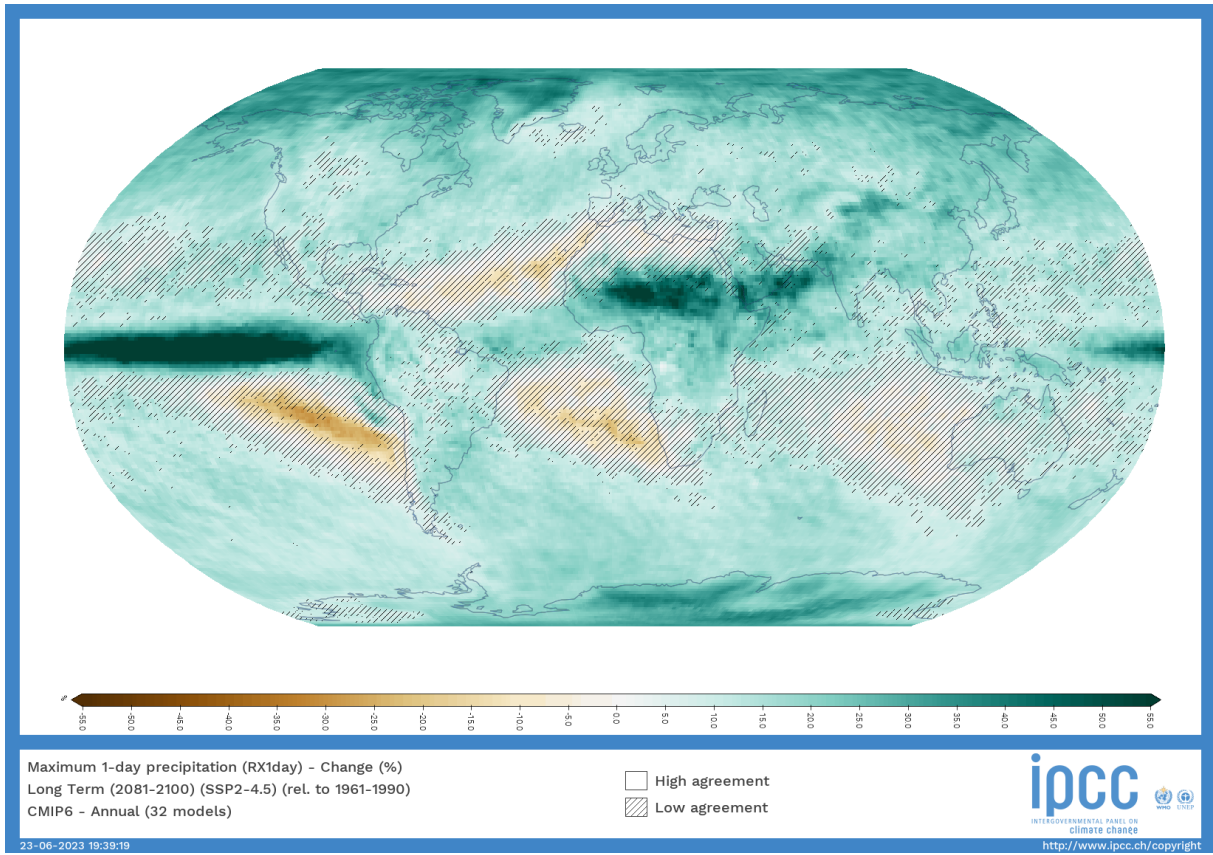 %
-55.0 -50.0 -45.0 -40.0 -35.0 -30.0 -25.0 -20.0 -15.0 -10.0 -5.0 0.0 5.0 10.0 15.0 20.0 25.0 30.0 35.0 40.0 45.0 50.0 55.0
Maximum 1-day precipitation (RX1day) - Change (%)
Long Term (2081-2100) (SSP2-4.5) (rel. to 1961-1990)
CMIP6 - Annual (32 models)
High agreement
Low agreement
ipcc
INTERGOVERNMENTAL PANEL ON
climate change
WMO UNEP
23-06-2023 19:39:19
http://www.ipcc.ch/copyright